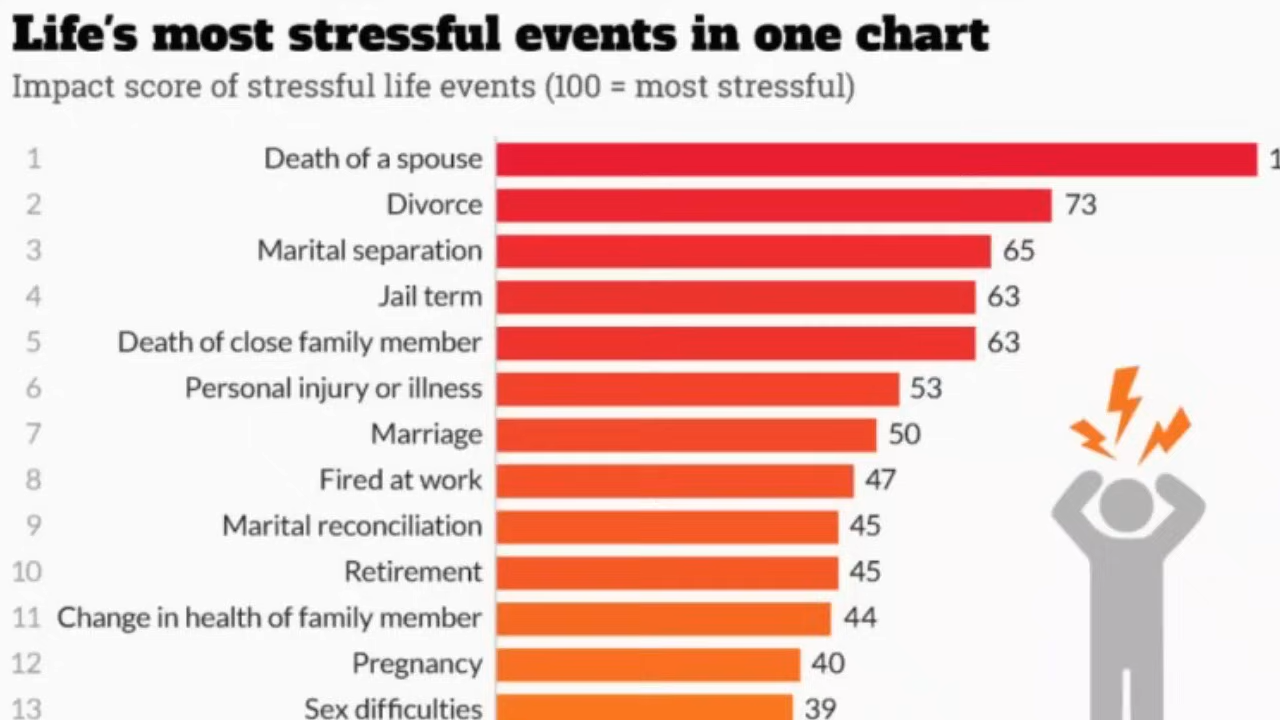 Life's most stressful events in one chart
Impact score of stressful life events (100 = most stressful)
1 Death of a spouse 1
2 Divorce 73
3 Marital separation 65
4 Jail term 63
5 Death of close family member 63
6 Personal injury or illness 53
7 Marriage 50
8 Fired at work 47
9 Marital reconciliation 45
10 Retirement 45
11 Change in health of family member 44
12 Pregnancy 40
13 Sex difficulties 39